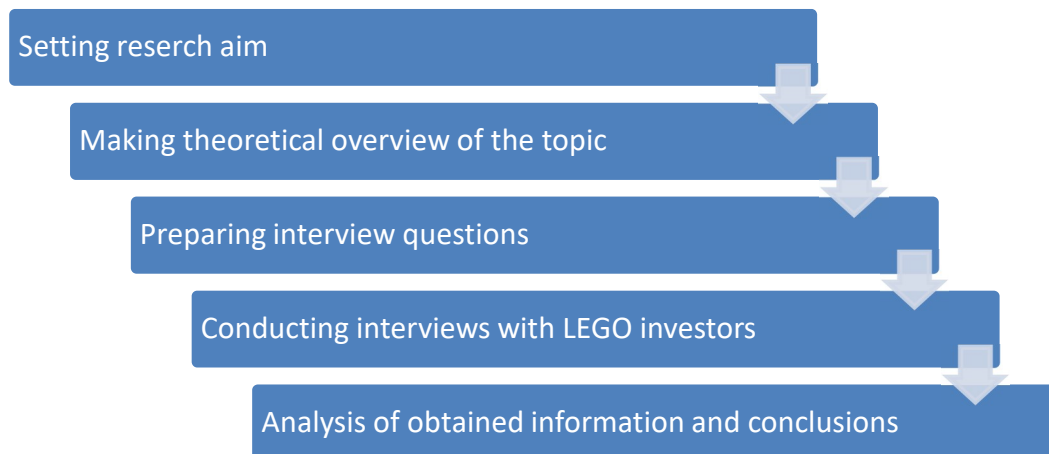 Setting reserch aim
Making theoretical overview of the topic
Preparing interview questions
Conducting interviews with LEGO investors
Analysis of obtained information and conclusions